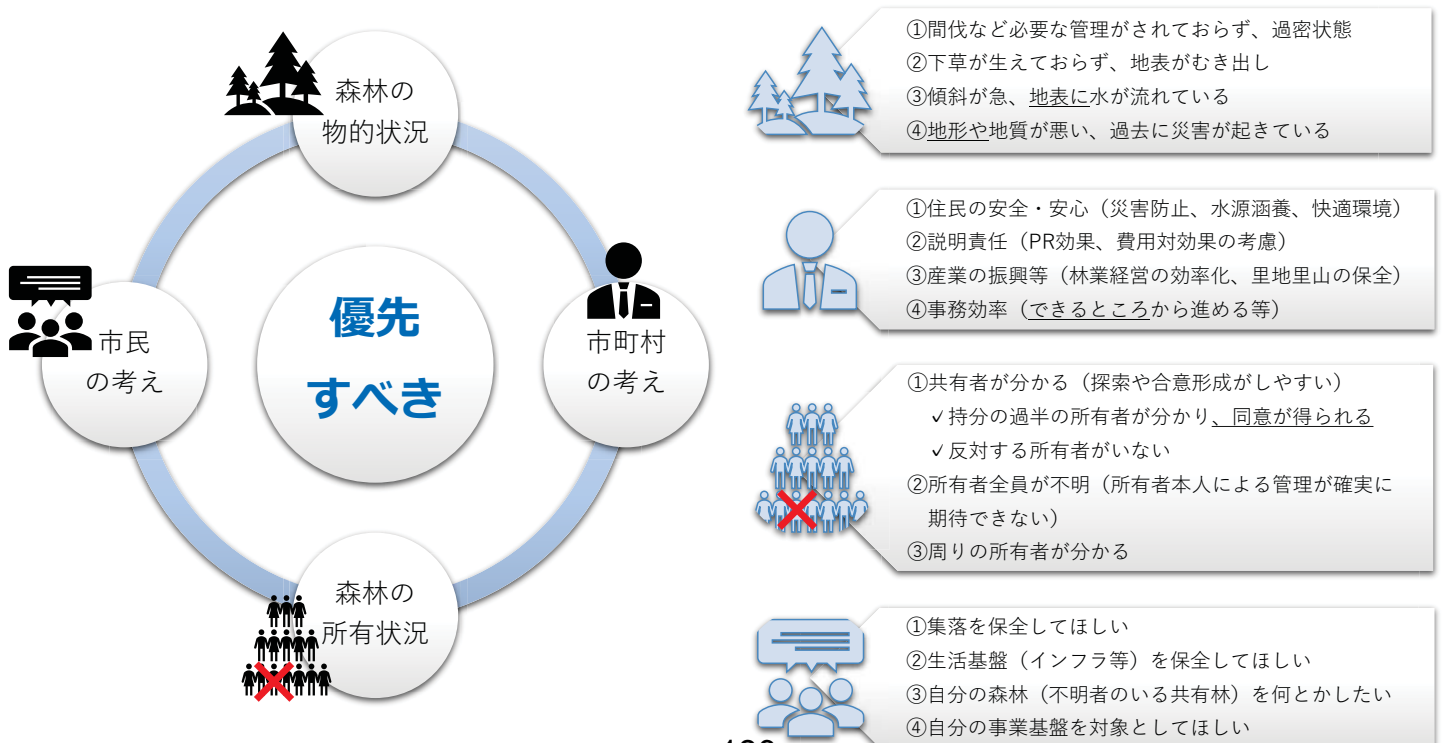 森林の
物的状況
市民
の考え
優先
すべき
市町村
の考え
森林の
所有状況
①間伐など必要な管理がされておらず、過密状態
②下草が生えておらず、地表がむき出し
③傾斜が急、地表に水が流れている
④地形や地質が悪い、過去に災害が起きている
①住民の安全・安心（災害防止、水源涵養、快適環境）
②説明責任（PR効果、費用対効果の考慮）
③産業の振興等（林業経営の効率化、里地里山の保全）
④事務効率（できるところから進める等）
①共有者が分かる（探索や合意形成がしやすい）
✓持分の過半の所有者が分かり、同意が得られる
✓反対する所有者がいない
②所有者全員が不明（所有者本人による管理が確実に
期待できない）
③周りの所有者が分かる
①集落を保全してほしい
②生活基盤（インフラ等）を保全してほしい
③自分の森林（不明者のいる共有林）を何とかしたい
④自分の事業基盤を対象としてほしい